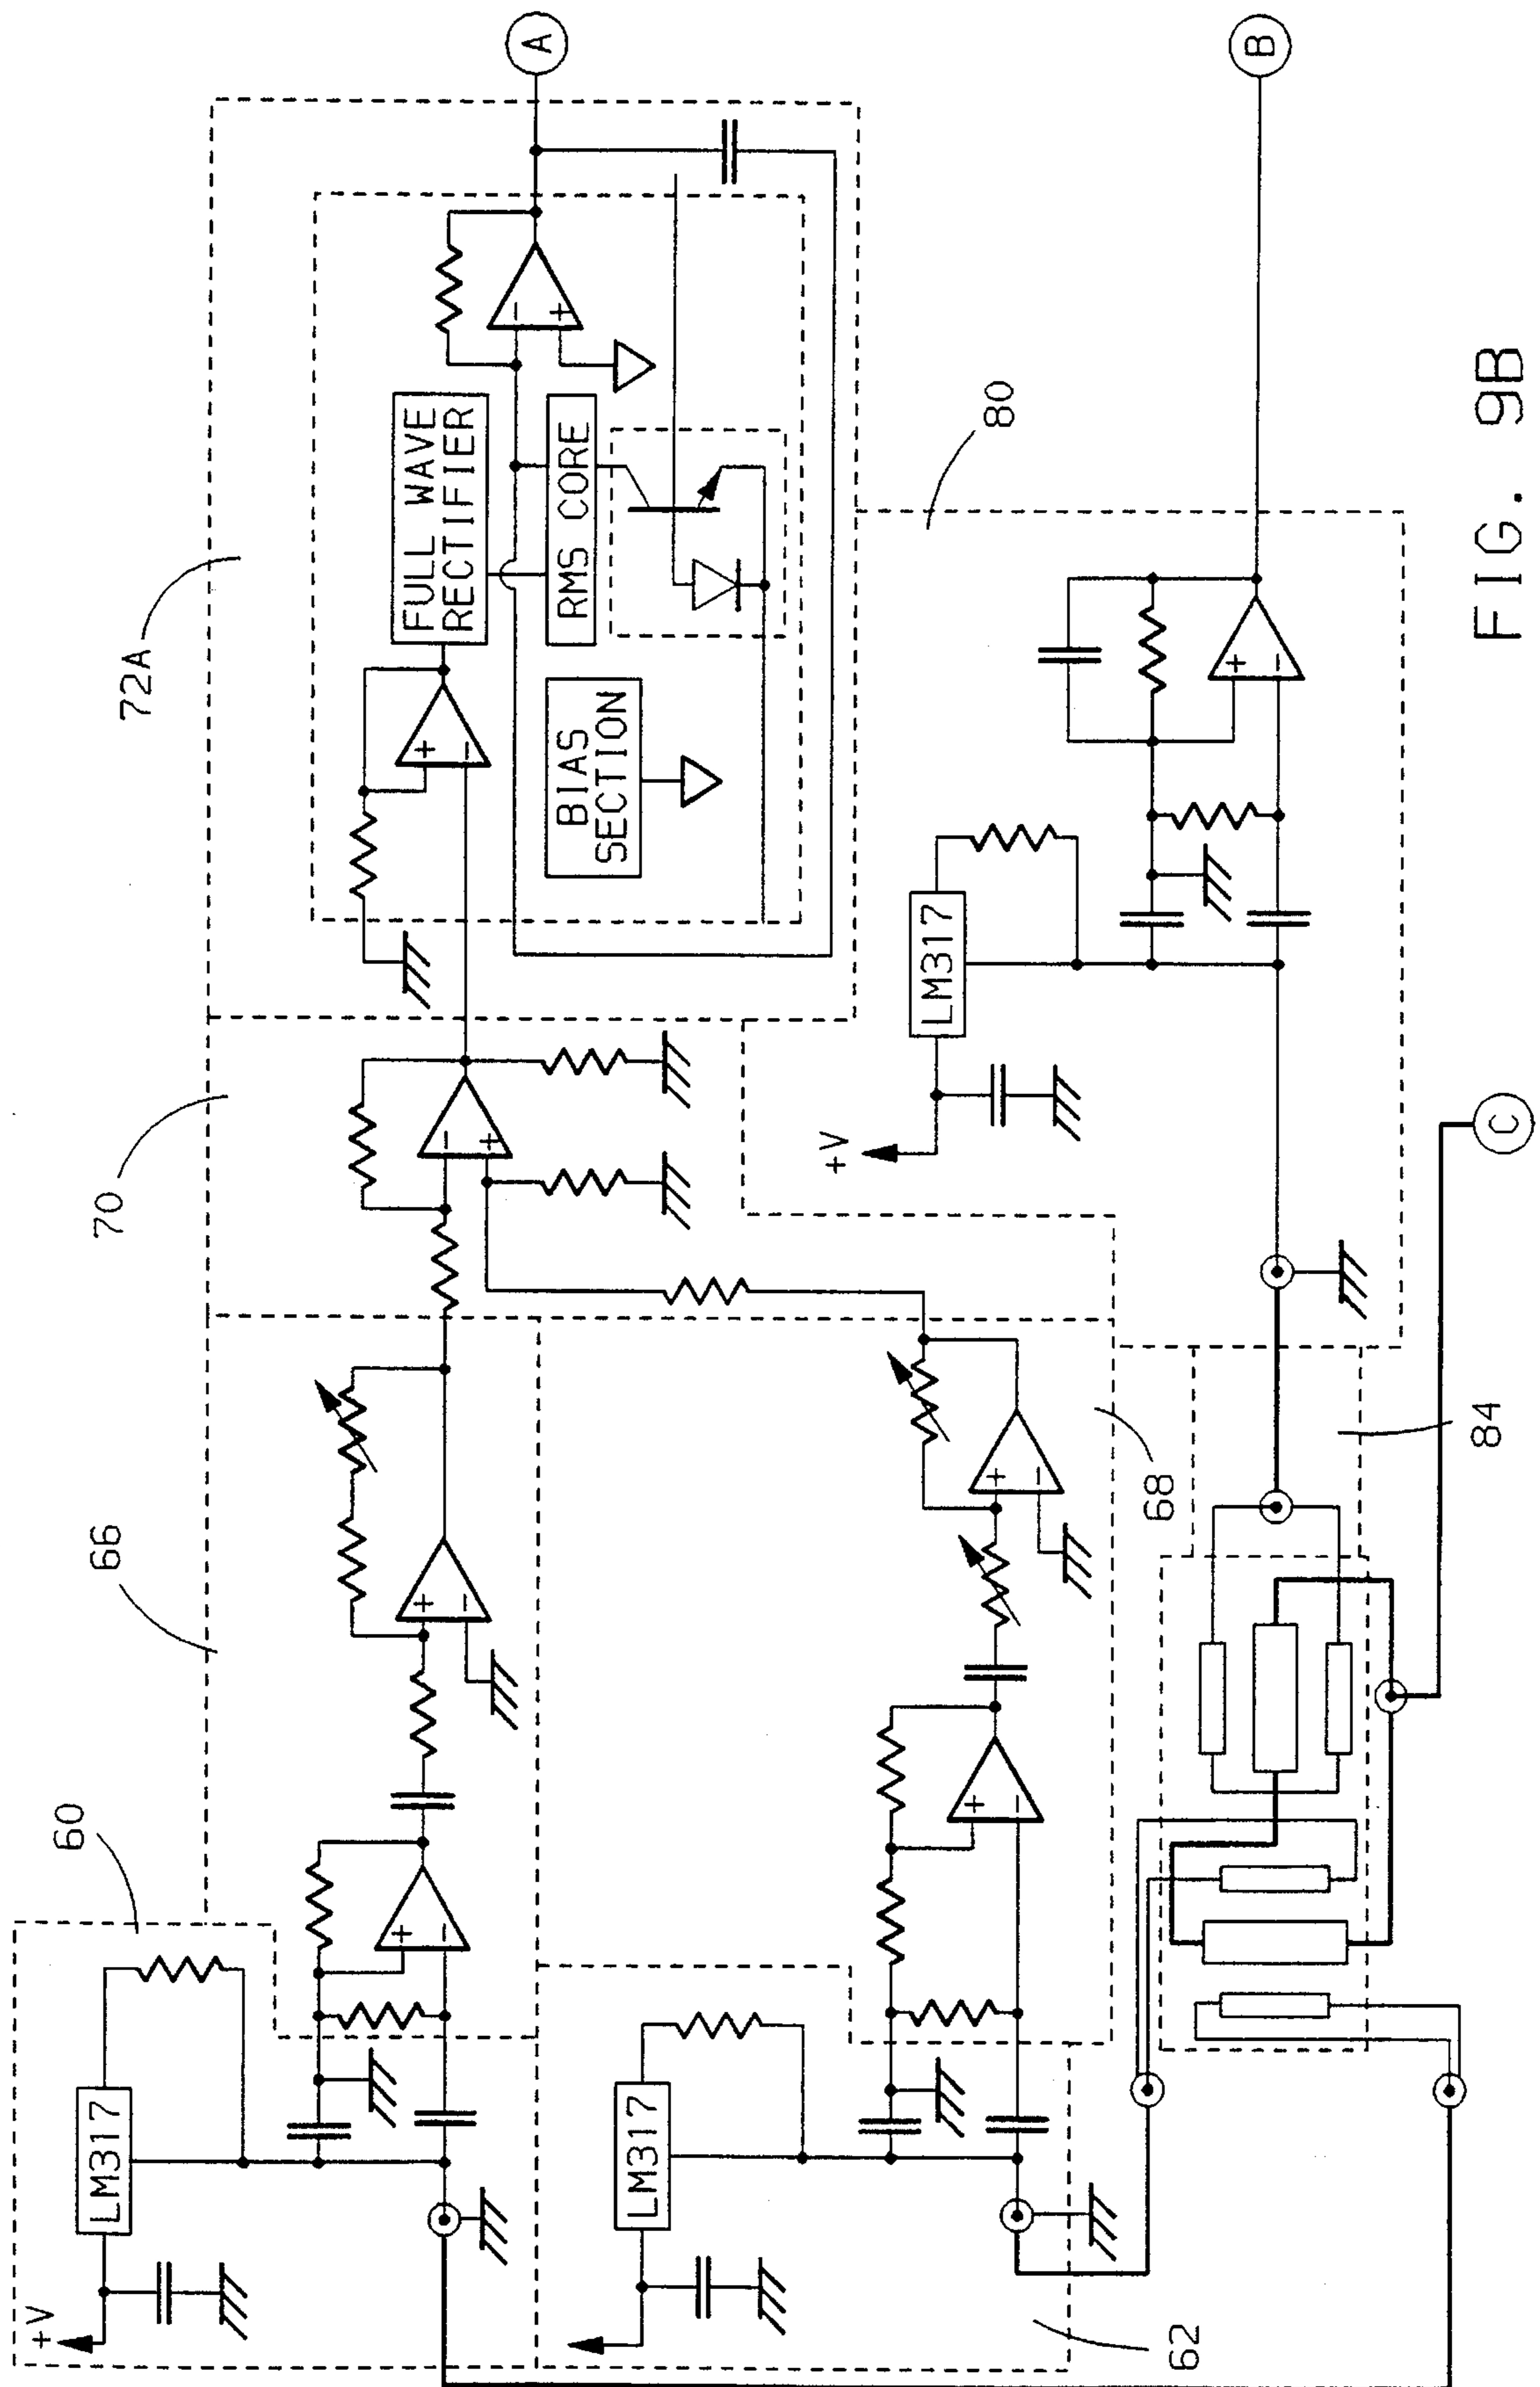 60
66
70
72A
+V
LM317
A
FULL WAVE
RECTIFIER
RMS CORE
BIAS
SECTION
+
−
+
−
−
+
+
−
−
+
LM317
+
−
+
−
62
68
80
+V
LM317
+
−
B
84
C
FIG. 9B